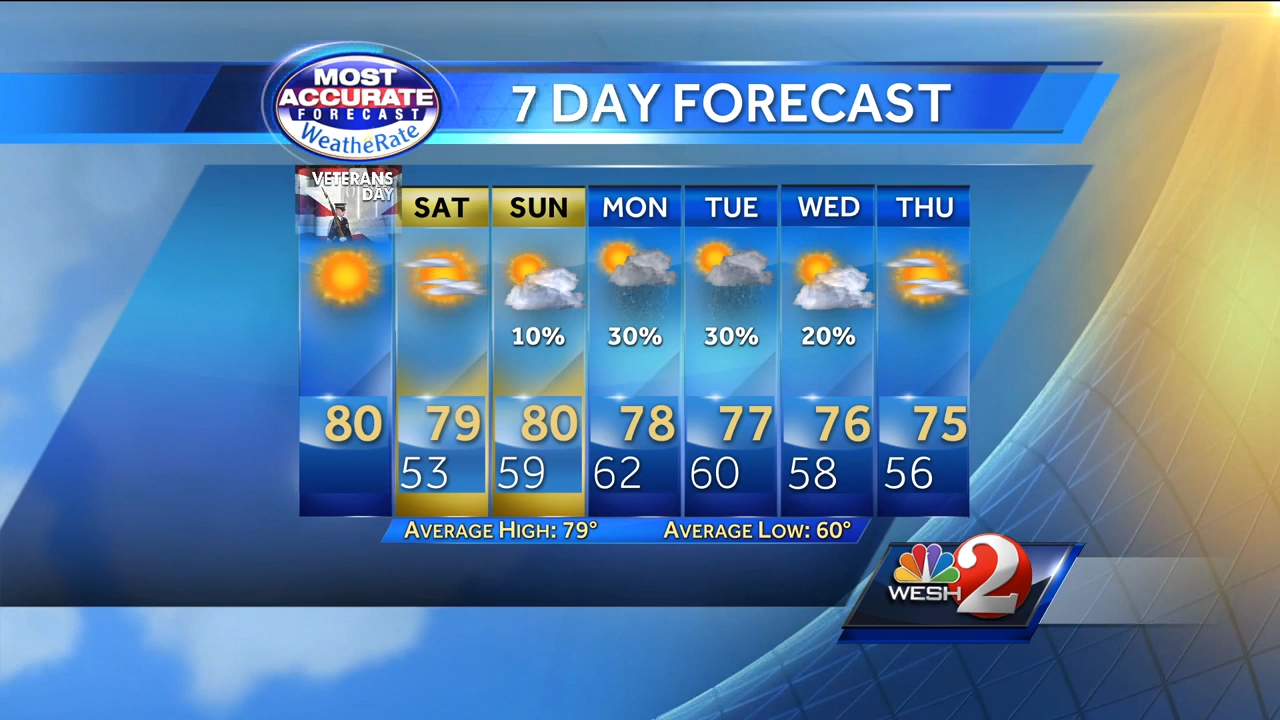 MOST
ACCURATE
FORECAST
WeatheRate
7 DAY FORECAST
VETERANS
DAY
SAT SUN MON TUE WED THU
10% 30% 30% 20%
80 79 80 78 77 76 75
53 59 62 60 58 56
AVERAGE HIGH: 79° AVERAGE LOW: 60°
WESH 2